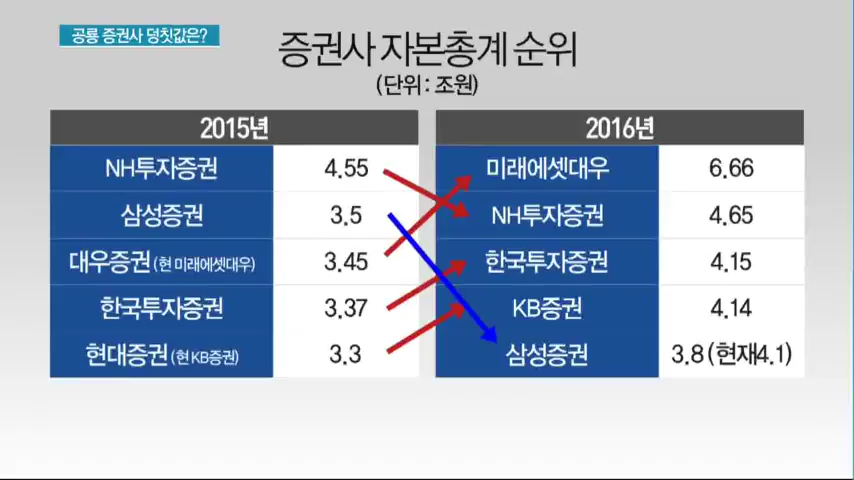 공룡 증권사 덩칫값은?
증권사 자본총계 순위
(단위 : 조원)
2015년 2016년
NH투자증권 4.55 미래에셋대우 6.66
삼성증권 3.5 NH투자증권 4.65
대우증권 (현 미래에셋대우) 3.45 한국투자증권 4.15
한국투자증권 3.37 KB증권 4.14
현대증권 (현 KB증권) 3.3 삼성증권 3.8 (현재4.1)